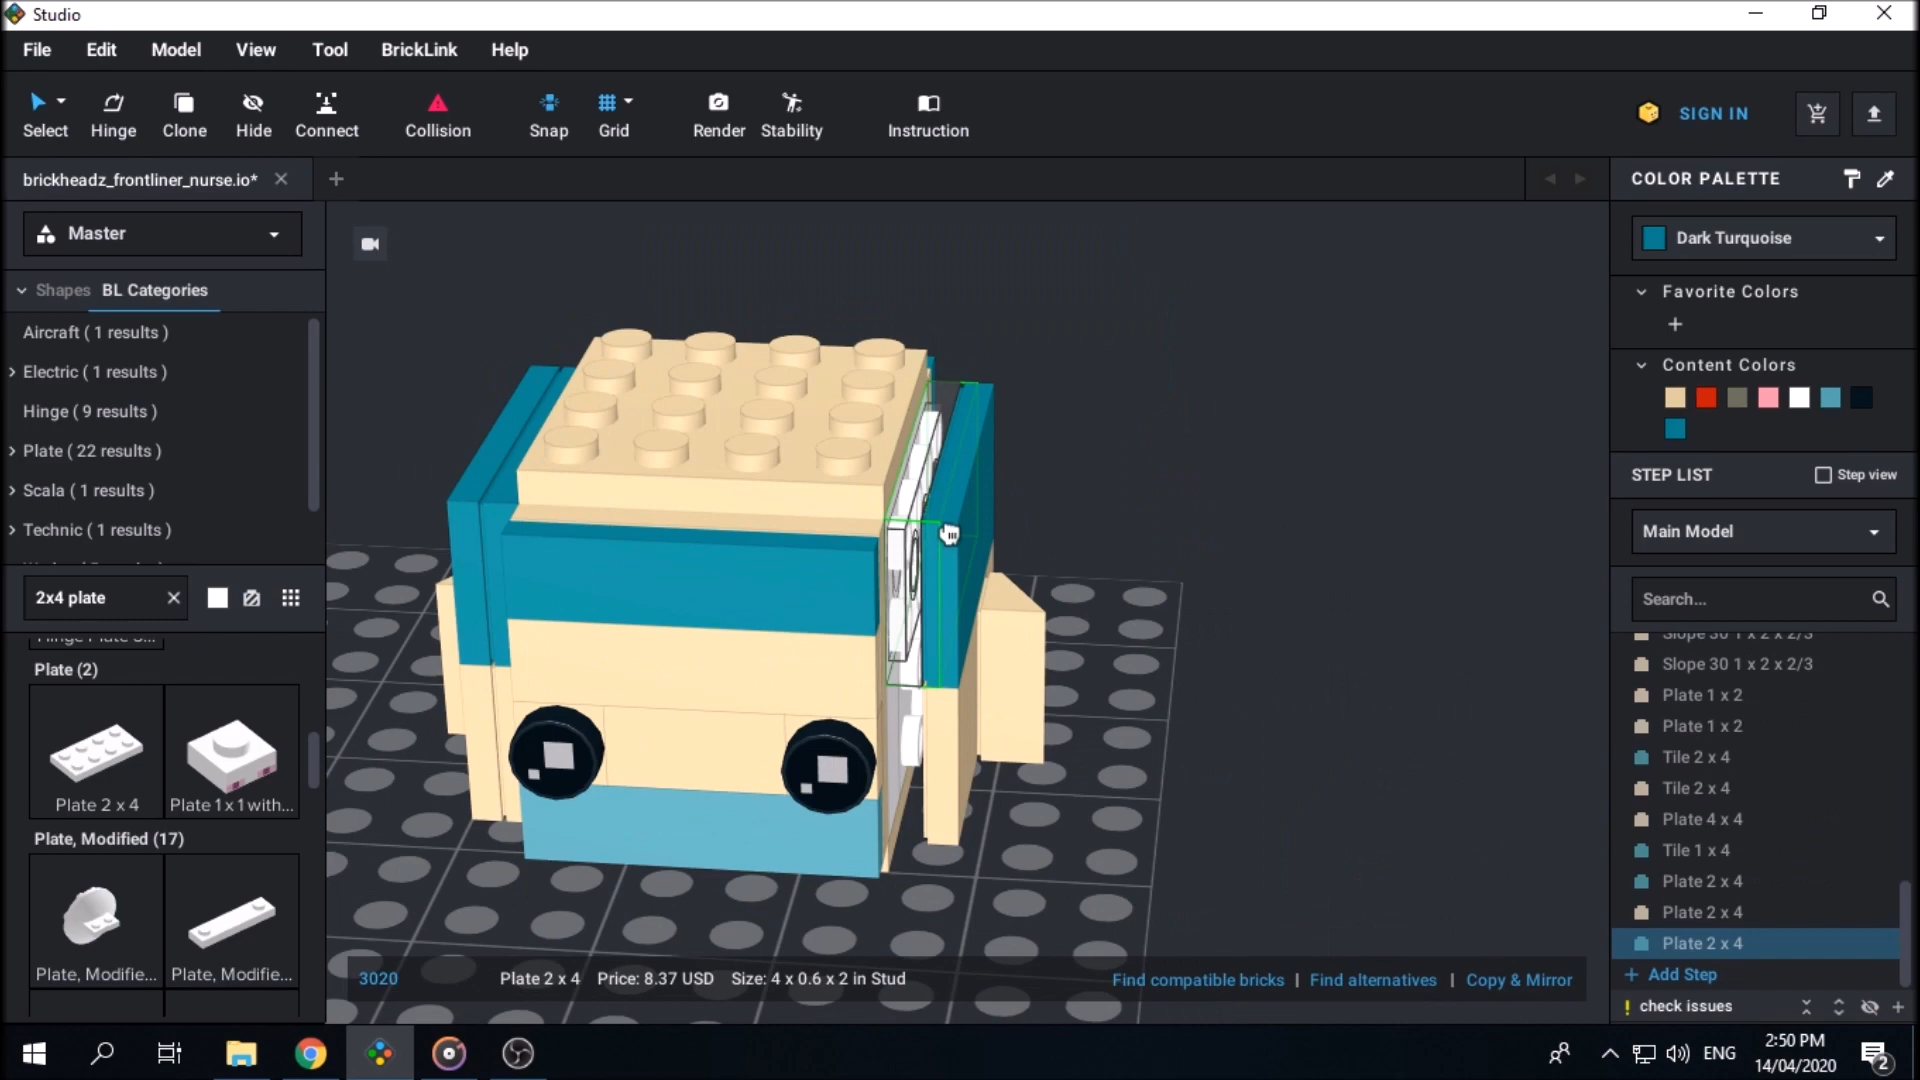 Studio
File Edit Model View Tool BrickLink Help
Select Hinge Clone Hide Connect Collision Snap Grid Render Stability Instruction
SIGN IN
brickheadz_frontliner_nurse.io*
Master
Shapes BL Categories
Aircraft ( 1 results )
Electric ( 1 results )
Hinge ( 9 results )
Plate ( 22 results )
Scala ( 1 results )
Technic ( 1 results )
2x4 plate
Plate (2)
Plate 2 x 4
Plate 1 x 1 with...
Plate, Modified (17)
Plate, Modifie...
Plate, Modifie...
3020 Plate 2 x 4 Price: 8.37 USD Size: 4 x 0.6 x 2 in Stud
Find compatible bricks | Find alternatives | Copy & Mirror
COLOR PALETTE
Dark Turquoise
Favorite Colors
Content Colors
STEP LIST Step view
Main Model
Search...
Slope 30 1 x 2 x 2/3
Slope 30 1 x 2 x 2/3
Plate 1 x 2
Plate 1 x 2
Tile 2 x 4
Tile 2 x 4
Plate 4 x 4
Tile 1 x 4
Plate 2 x 4
Plate 2 x 4
Plate 2 x 4
+ Add Step
! check issues
ENG
2:50 PM
14/04/2020
2